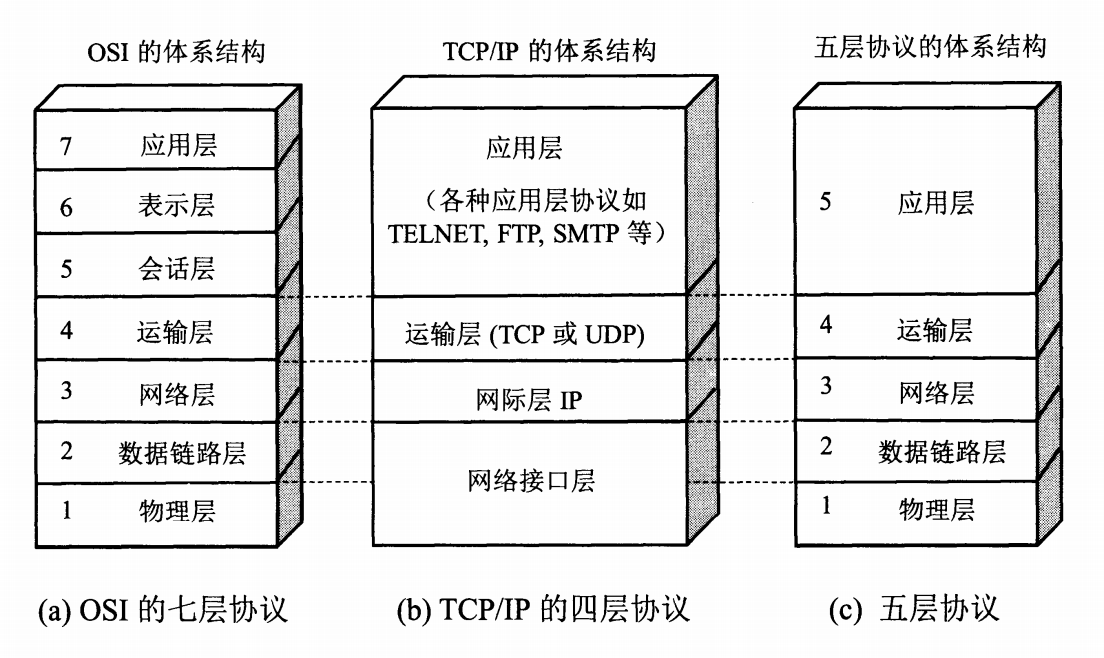 OSI 的体系结构
TCP/IP 的体系结构
五层协议的体系结构
7 应用层
6 表示层
5 会话层
4 运输层
3 网络层
2 数据链路层
1 物理层
应用层
(各种应用层协议如
TELNET, FTP, SMTP 等)
运输层 (TCP 或 UDP)
网际层 IP
网络接口层
5 应用层
4 运输层
3 网络层
2 数据链路层
1 物理层
(a) OSI 的七层协议
(b) TCP/IP 的四层协议
(c) 五层协议